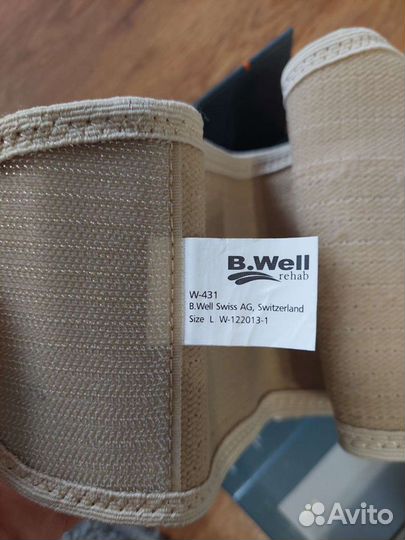 B.Well
rehab
W-431
B.Well Swiss AG, Switzerland
Size L W-122013-1
Avito